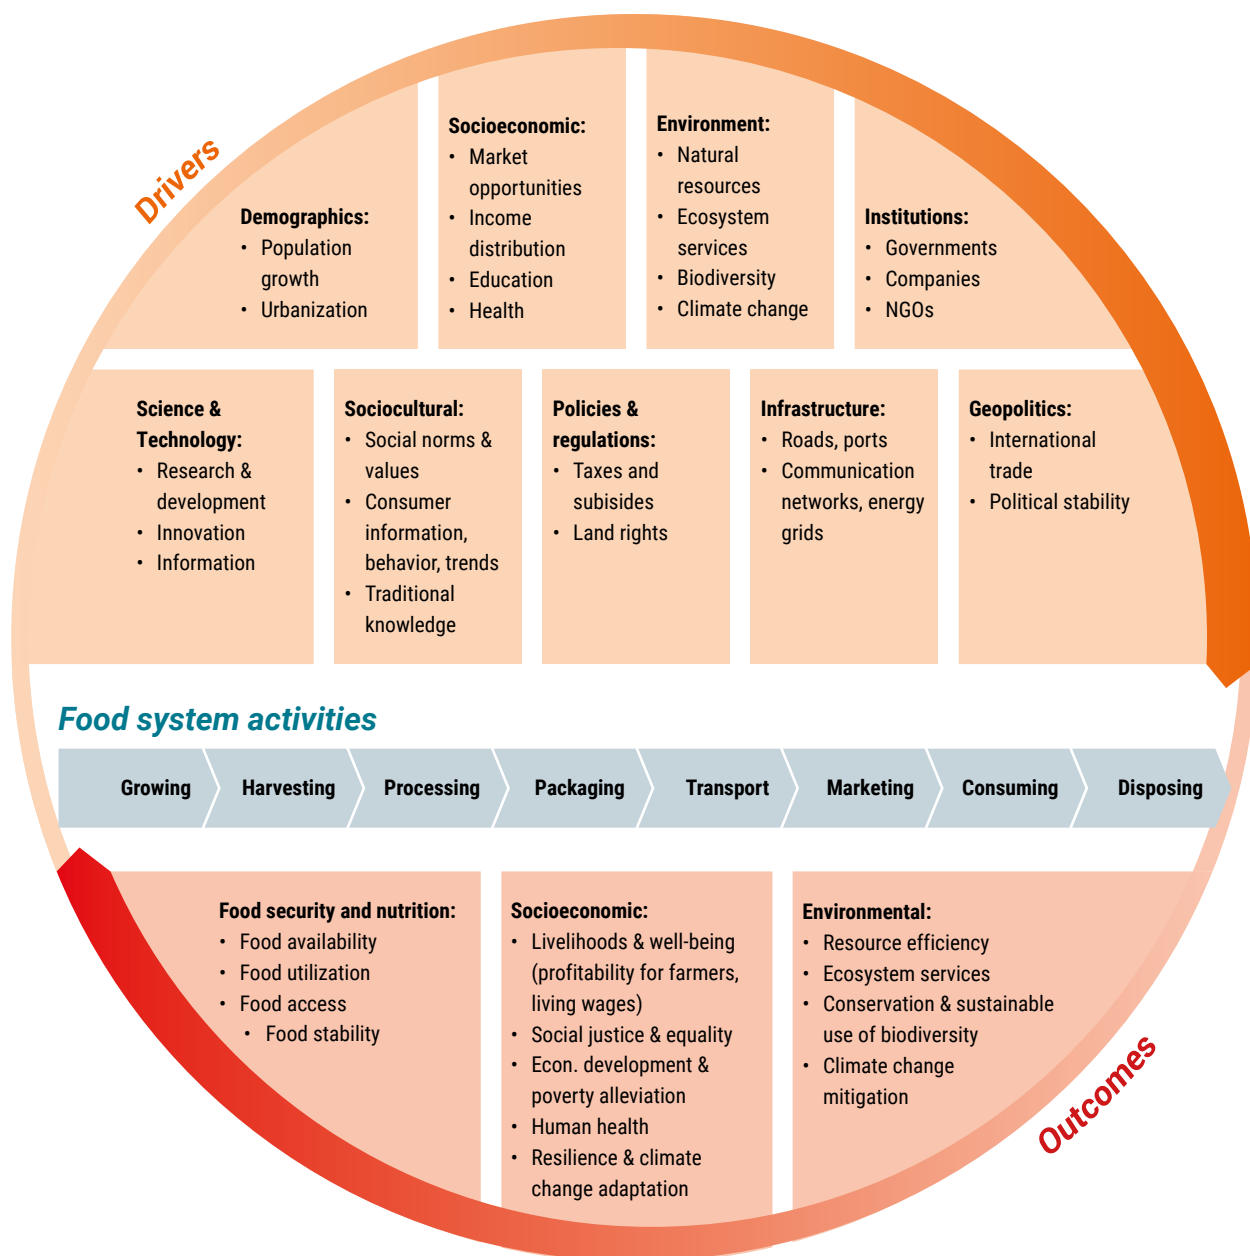 Drivers
Demographics:
• Population
growth
• Urbanization
Socioeconomic:
• Market
opportunities
• Income
distribution
• Education
• Health
Environment:
• Natural
resources
• Ecosystem
services
• Biodiversity
• Climate change
Institutions:
• Governments
• Companies
• NGOs
Science &
Technology:
• Research &
development
• Innovation
• Information
Sociocultural:
• Social norms &
values
• Consumer
information,
behavior, trends
• Traditional
knowledge
Policies &
regulations:
• Taxes and
subisides
• Land rights
Infrastructure:
• Roads, ports
• Communication
networks, energy
grids
Geopolitics:
• International
trade
• Political stability
Food system activities
Growing
Harvesting
Processing
Packaging
Transport
Marketing
Consuming
Disposing
Food security and nutrition:
• Food availability
• Food utilization
• Food access
• Food stability
Socioeconomic:
• Livelihoods & well-being
(profitability for farmers,
living wages)
• Social justice & equality
• Econ. development &
poverty alleviation
• Human health
• Resilience & climate
change adaptation
Environmental:
• Resource efficiency
• Ecosystem services
• Conservation & sustainable
use of biodiversity
• Climate change
mitigation
Outcomes